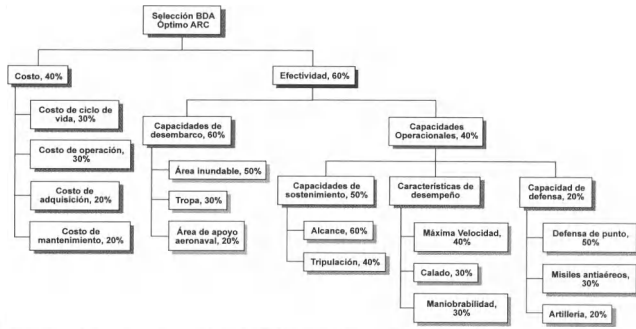 Selección BDA
Óptimo ARC
Costo, 40%
Efectividad, 60%
Costo de ciclo de
vida, 30%
Costo de operación,
30%
Costo de
adquisición, 20%
Costo de
mantenimiento, 20%
Capacidades de
desembarco, 60%
Área inundable, 50%
Tropa, 30%
Área de apoyo
aeronaval, 20%
Capacidades
Operacionales, 40%
Capacidades de
sostenimiento, 50%
Alcance, 60%
Tripulación, 40%
Características de
desempeño
Máxima Velocidad,
40%
Calado, 30%
Maniobrabilidad,
30%
Capacidad de
defensa, 20%
Defensa de punto,
50%
Misiles antiaéreos,
30%
Artillería, 20%